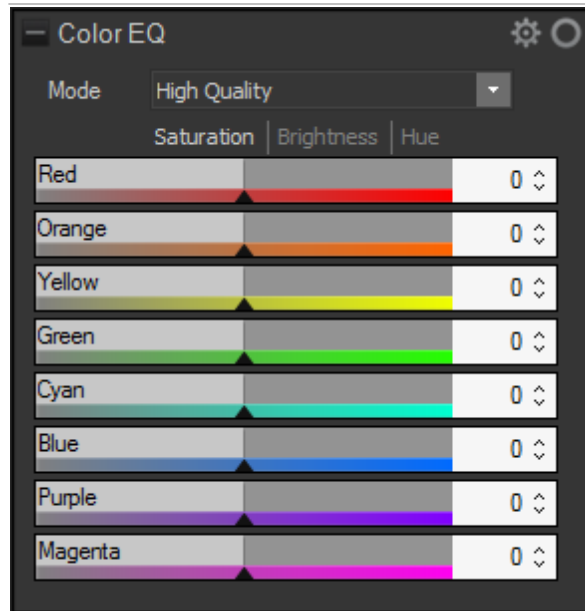 Color EQ
Mode High Quality
Saturation Brightness Hue
Red 0
Orange 0
Yellow 0
Green 0
Cyan 0
Blue 0
Purple 0
Magenta 0